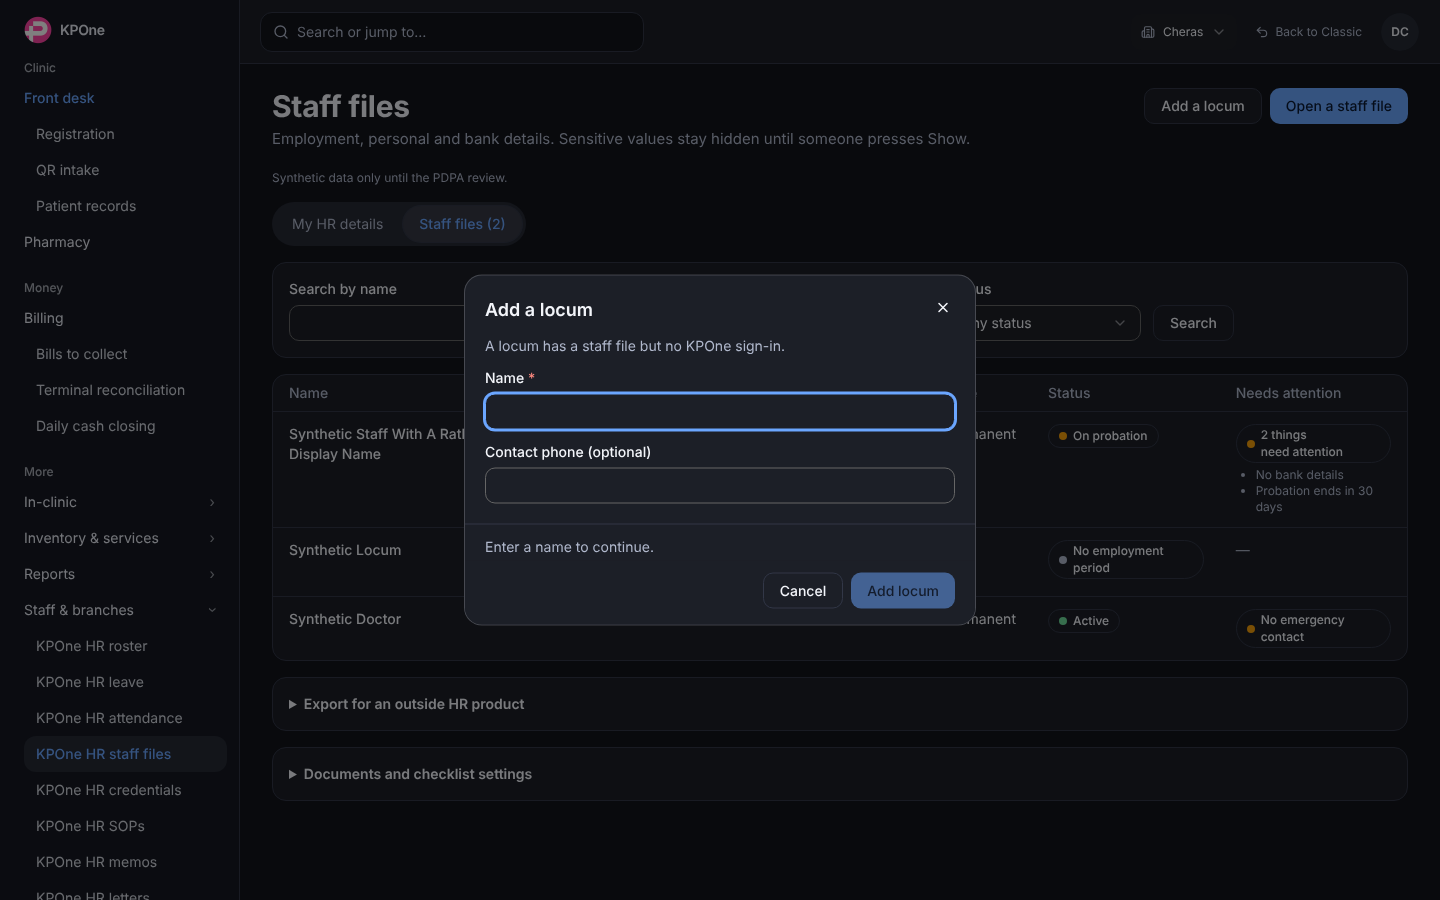 KPOne
Search or jump to...
Cheras
Back to Classic
DC
Clinic
Front desk
Registration
QR intake
Patient records
Pharmacy
Money
Billing
Bills to collect
Terminal reconciliation
Daily cash closing
More
In-clinic
Inventory & services
Reports
Staff & branches
KPOne HR roster
KPOne HR leave
KPOne HR attendance
KPOne HR staff files
KPOne HR credentials
KPOne HR SOPs
KPOne HR memos
KPOne HR letters
Staff files
Add a locum
Open a staff file
Employment, personal and bank details. Sensitive values stay hidden until someone presses Show.
Synthetic data only until the PDPA review.
My HR details
Staff files (2)
Search by name
Search
Name
Status
Needs attention
Synthetic Staff With A
Display Name
On probation
2 things
need attention
No bank details
Probation ends in 30
days
Synthetic Locum
No employment
period
—
Synthetic Doctor
Active
No emergency
contact
Export for an outside HR product
Documents and checklist settings
Add a locum
A locum has a staff file but no KPOne sign-in.
Name *
Contact phone (optional)
Enter a name to continue.
Cancel
Add locum